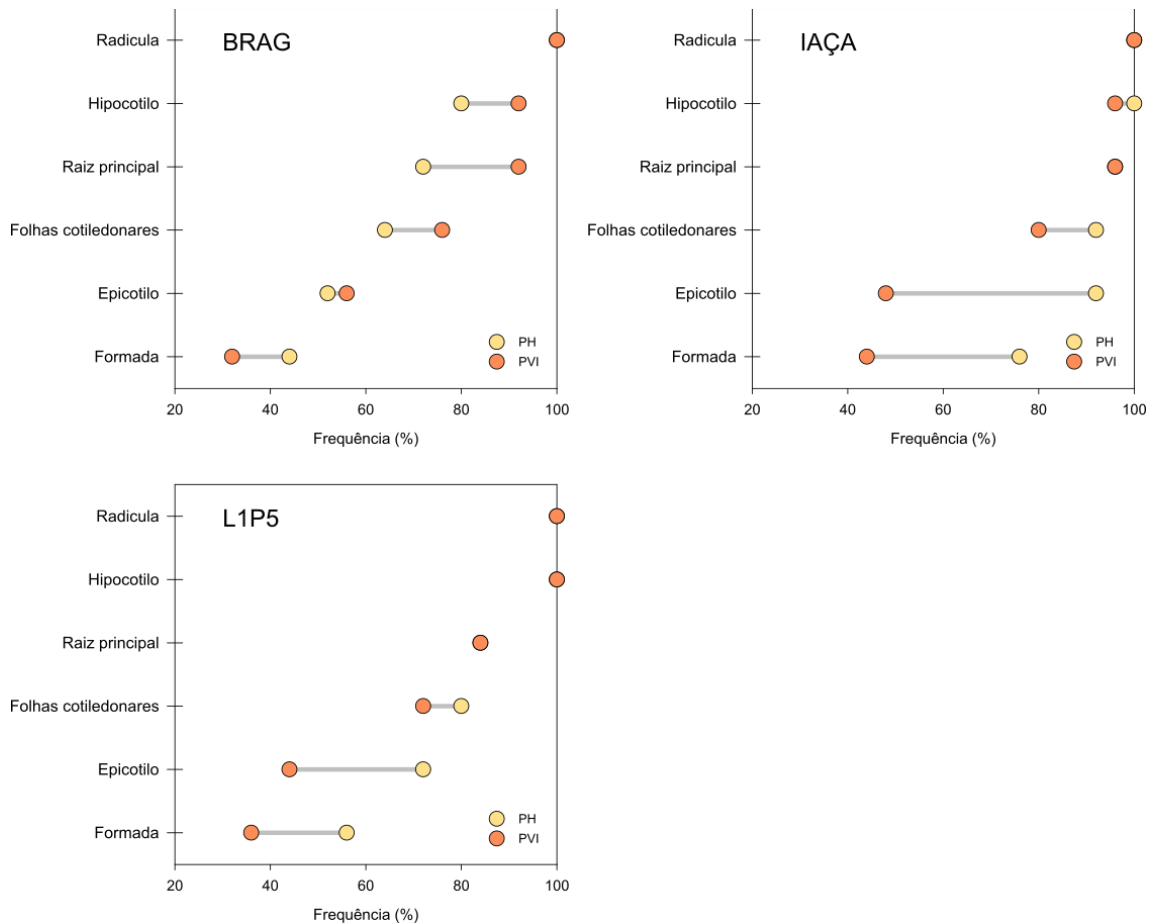 BRAG
Radicula
Hipocotilo
Raiz principal
Folhas cotiledonares
Epicotilo
Formada
PH
PVI
20 40 60 80 100
Frequência (%)
IAÇA
Radicula
Hipocotilo
Raiz principal
Folhas cotiledonares
Epicotilo
Formada
PH
PVI
20 40 60 80 100
Frequência (%)
L1P5
Radicula
Hipocotilo
Raiz principal
Folhas cotiledonares
Epicotilo
Formada
PH
PVI
20 40 60 80 100
Frequência (%)